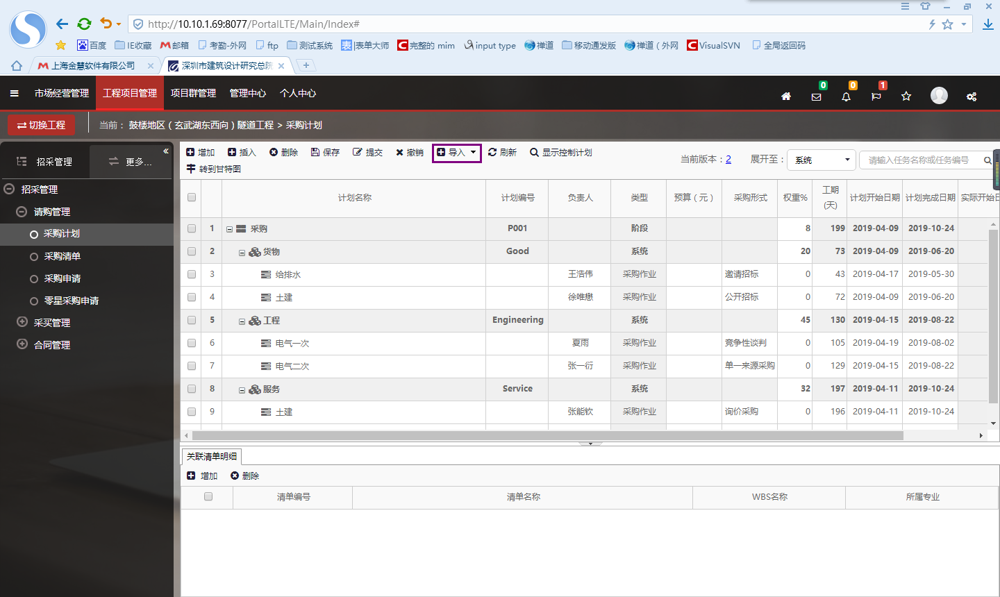 http://10.10.1.69:8077/PortalLTE/Main/Index#
百度 IE收藏 邮箱 考勤-外网 ftp 测试系统 表 |表单大师 完整的 mim input type 禅道 移动通发版 禅道 ( 外网 VisualSVN 全局返回码
上海金慧软件有限公司 深圳市建筑设计研究总院
市场经营管理 工程项目管理 项目群管理 管理中心 个人中心 0 0 1
切换工程 当前： 鼓楼地区 ( 玄武湖东西向 ) 隧道工程 > 采购计划
招采管理 更多...
招采管理
请购管理
采购计划
采购清单
采购申请
零星采购申请
采买管理
合同管理
增加 插入 删除 保存 提交 撤销 导入 刷新 显示控制计划
转到甘特图
当前版本：2 展开至： 系统 请输入任务名称或任务编号
计划名称 计划编号 负责人 类型 预算 ( 元 ) 采购形式 权重% 工期(天) 计划开始日期 计划完成日期 实际开始日
1 采购 P001 阶段 8 199 2019-04-09 2019-10-24
2 货物 Good 系统 20 73 2019-04-09 2019-06-20
3 给排水 王浩伟 采购作业 邀请招标 0 43 2019-04-17 2019-05-30
4 土建 徐唯懋 采购作业 公开招标 0 72 2019-04-09 2019-06-20
5 工程 Engineering 系统 45 130 2019-04-15 2019-08-22
6 电气一次 夏雨 采购作业 竞争性谈判 0 105 2019-04-19 2019-08-02
7 电气二次 张一衍 采购作业 单一来源采购 0 129 2019-04-15 2019-08-22
8 服务 Service 系统 32 197 2019-04-11 2019-10-24
9 土建 张能钦 采购作业 询价采购 0 196 2019-04-11 2019-10-24
关联清单明细
增加 删除
清单编号 清单名称 WBS名称 所属专业